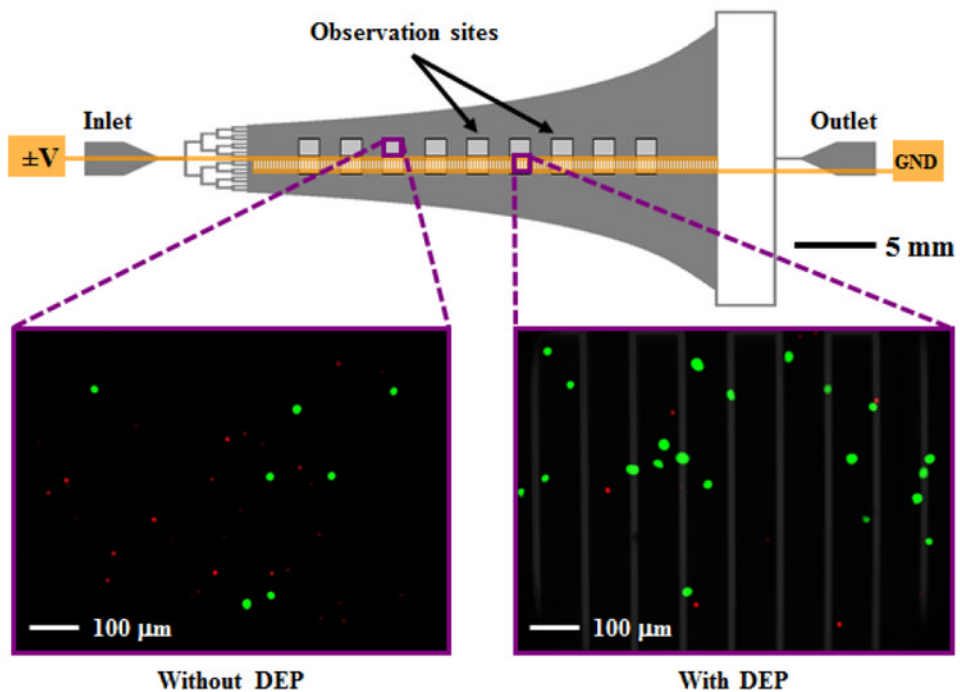 Observation sites
Inlet
Outlet
±V
GND
5 mm
100 μm
100 μm
Without DEP
With DEP